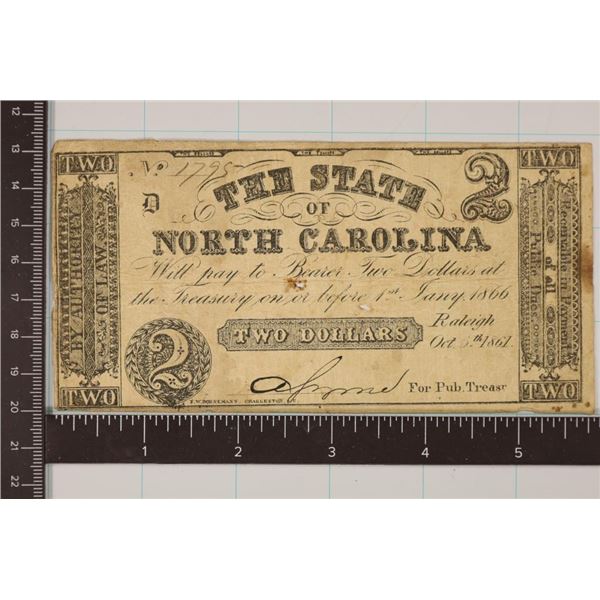 TWO TWO
No 1798
D
2
THE STATE
OF
NORTH CAROLINA
Will pay to Bearer Two Dollars at
the Treasury on or before 1st Jany 1866
TWO DOLLARS
Raleigh
Oct 5th 1861.
2
For Pub. Treasr
F. W. BORNEMANN. CHARLESTON, S.C.
TWO TWO
BY AUTHORITY
OF LAW
Receivable in Payment
of all
Public Dues
12
13
14
15
16
17
18
19
20
21
22
1 2 3 4 5